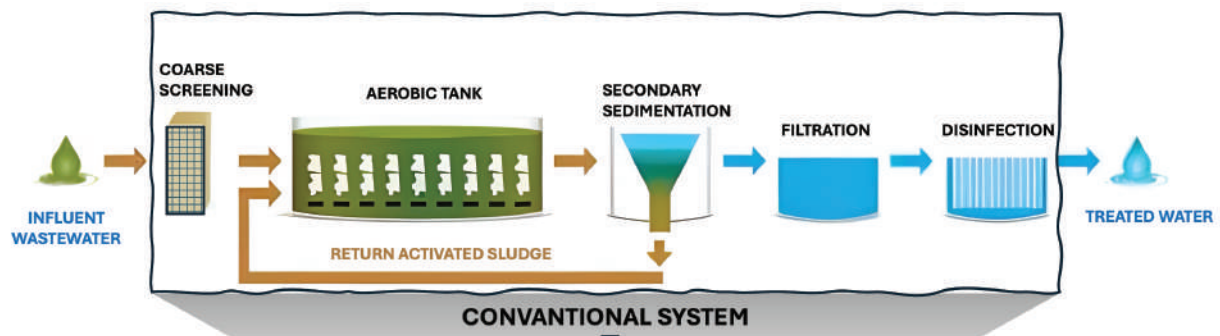 COARSE
SCREENING
AEROBIC TANK
SECONDARY
SEDIMENTATION
FILTRATION
DISINFECTION
INFLUENT
WASTEWATER
TREATED WATER
RETURN ACTIVATED SLUDGE
CONVANTIONAL SYSTEM